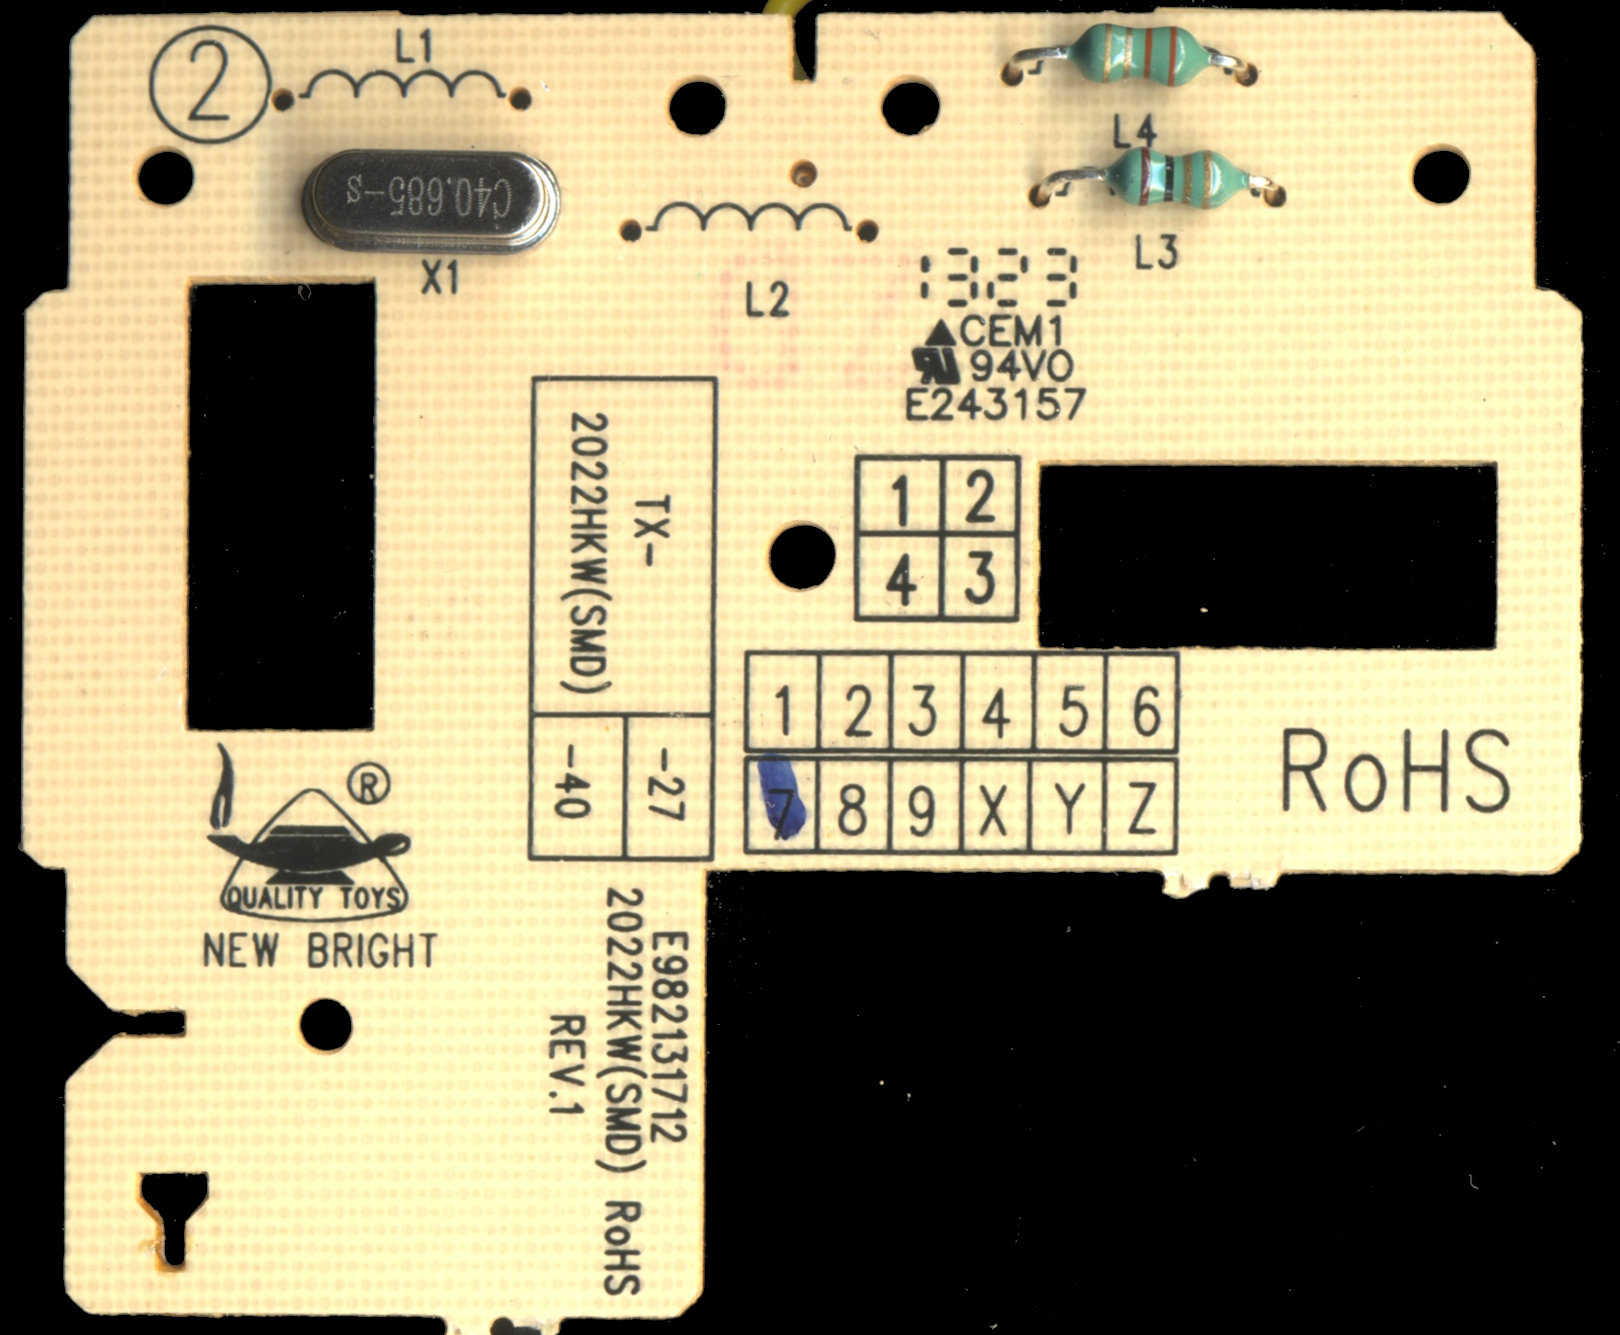 2
L1
L4
C40.685-S
X1
L2
L3
1323
CEM1
94V0
E243157
TX-
2022HKW(SMD)
-27
-40
1 2
4 3
1 2 3 4 5 6
7 8 9 X Y Z
RoHS
®
QUALITY TOYS
NEW BRIGHT
E982131712
2022HKW(SMD) RoHS
REV.1